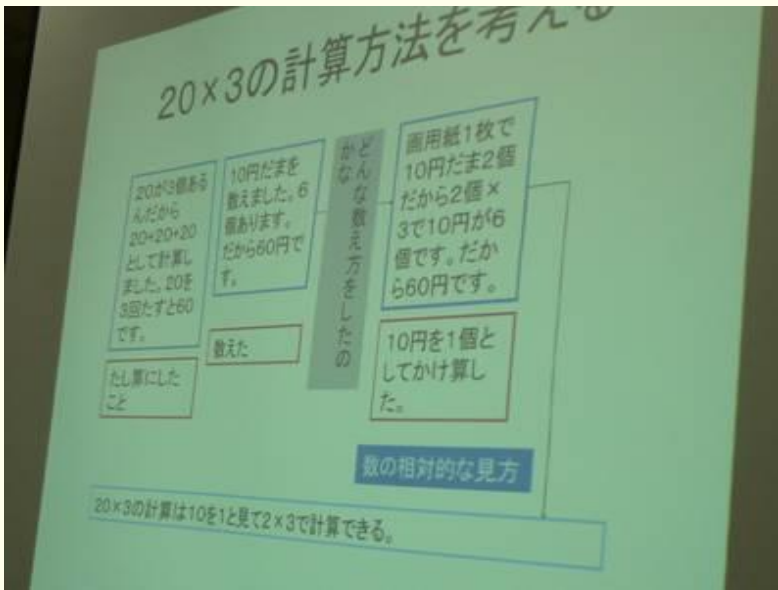 20×3の計算方法を考える
20が3個ある
んだから
20+20+20
として計算し
ました。20を
3回たすと60
です。
たし算にした
こと
10円だまを
数えました。6
個あります。
だから60円で
す。
数えた
どんな数え方をしたの
かな
画用紙1枚で
10円だま2個
だから2個×
3で10円が6
個です。だか
ら60円です。
10円を1個と
してかけ算し
た。
数の相対的な見方
20×3の計算は10を1と見て2×3で計算できる。